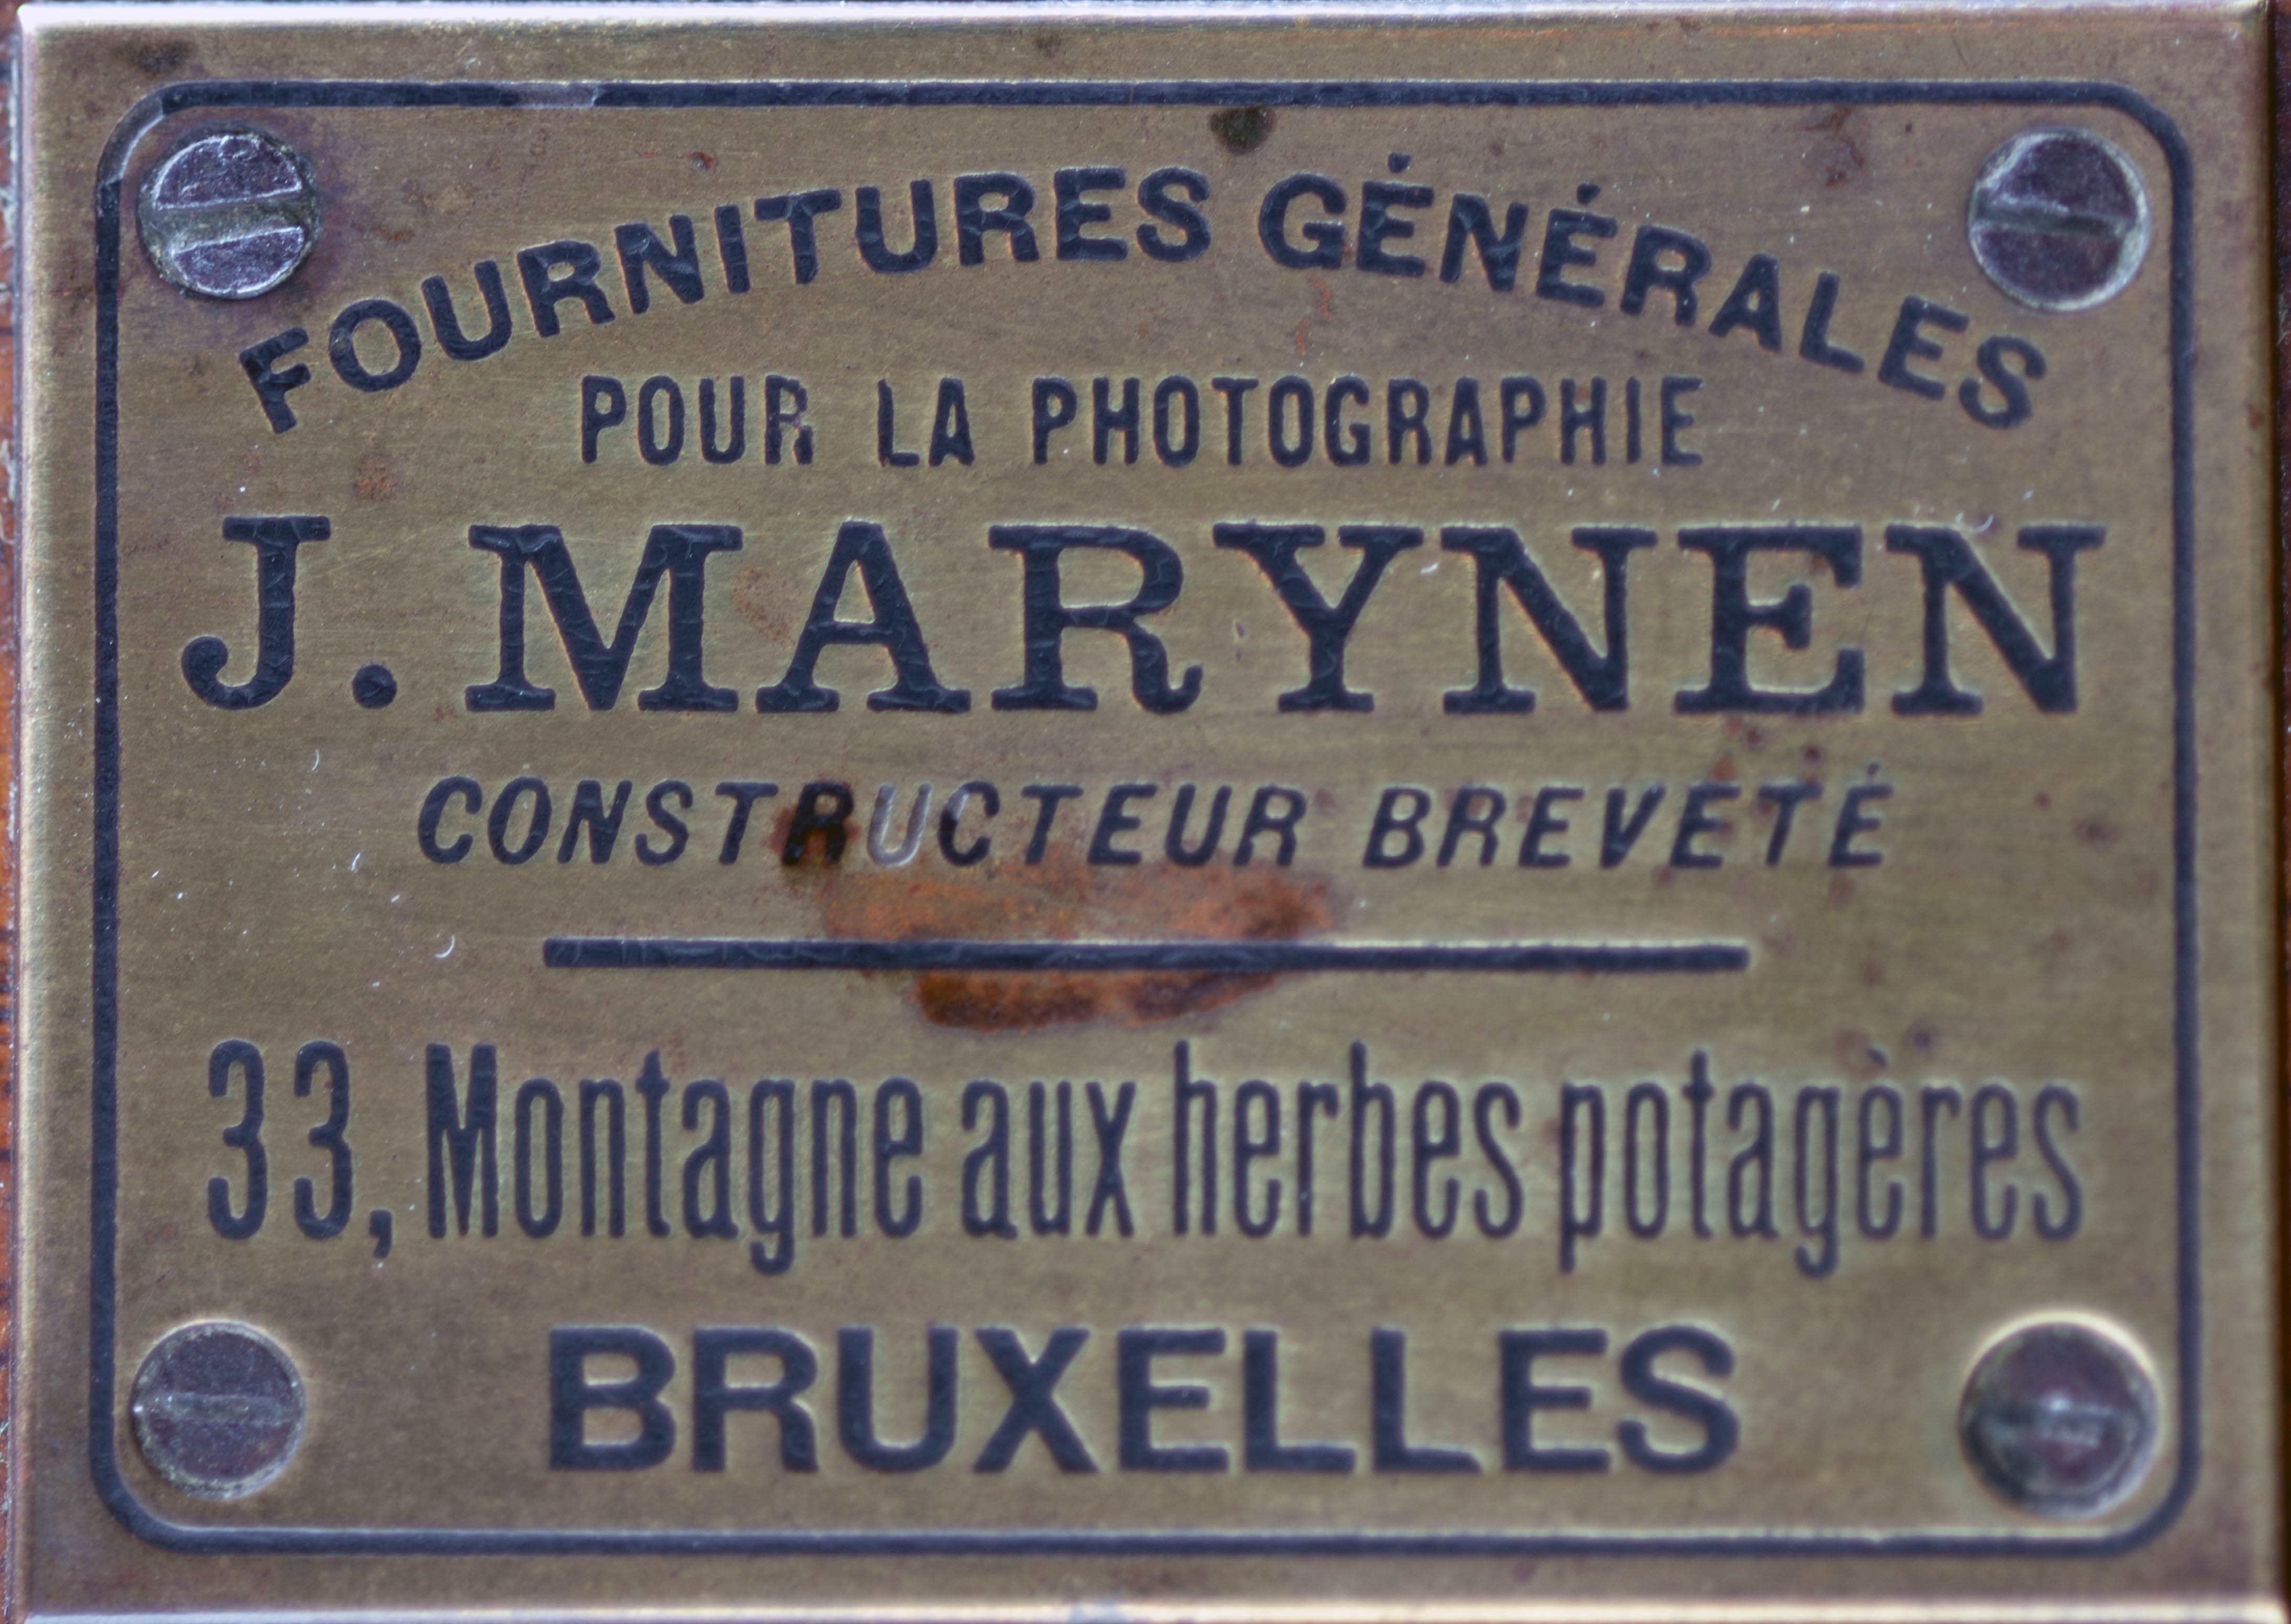 FOURNITURES GÉNÉRALES
POUR LA PHOTOGRAPHIE
J. MARYNEN
CONSTRUCTEUR BREVETÉ
33, Montagne aux herbes potagères
BRUXELLES